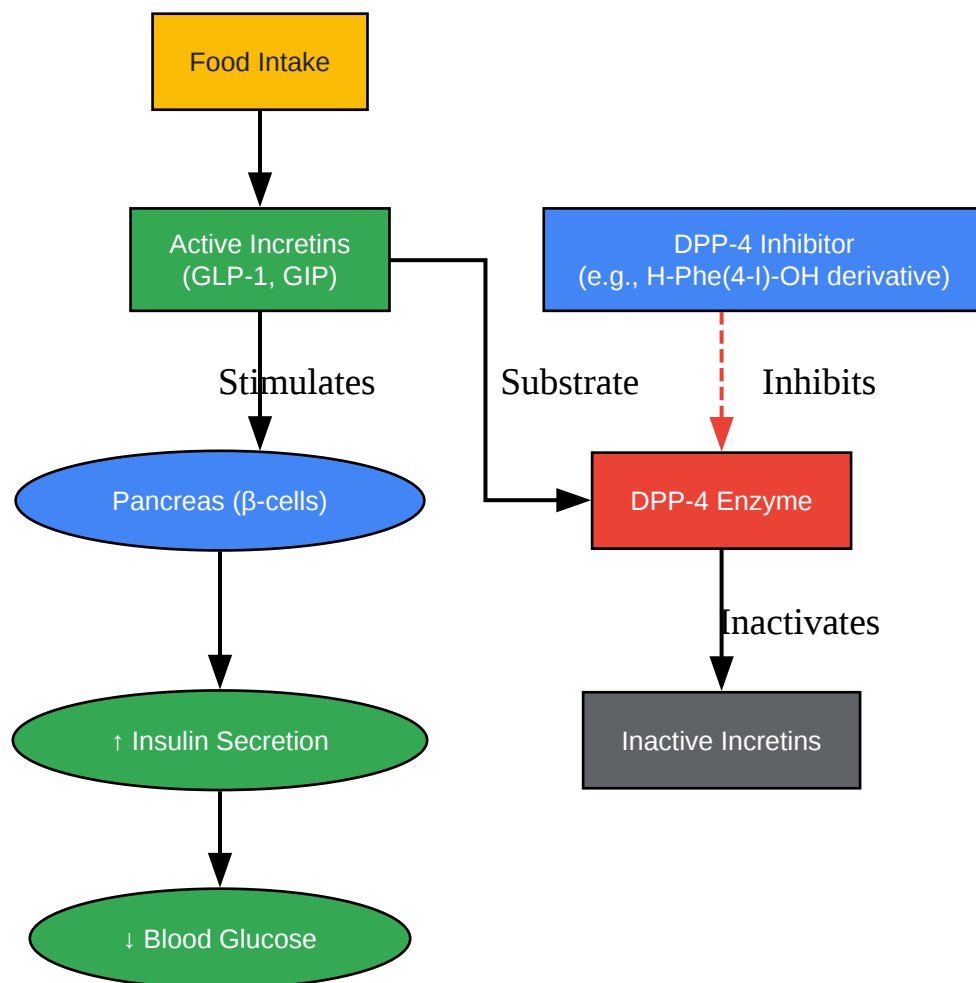 Food Intake
Active Incretins
(GLP-1, GIP)
DPP-4 Inhibitor
(e.g., H-Phe(4-I)-OH derivative)
Stimulates
Substrate
Inhibits
Pancreas (β-cells)
DPP-4 Enzyme
Inactivates
↑ Insulin Secretion
Inactive Incretins
↓ Blood Glucose